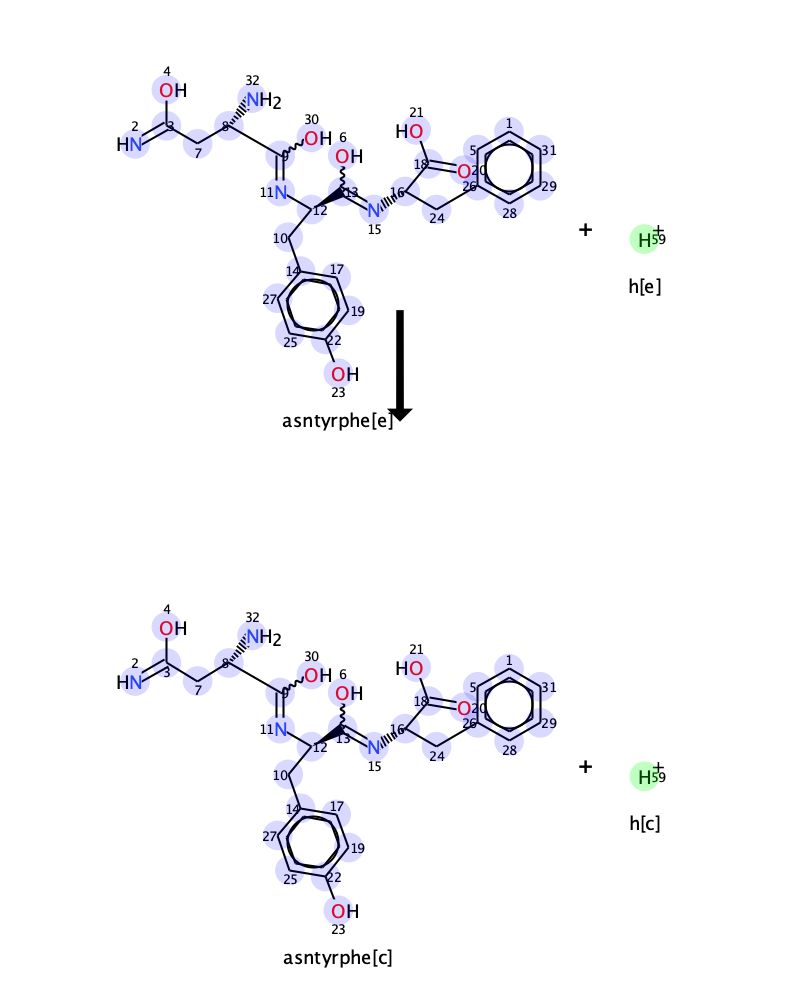 4
32
OH
NH2
21
1
2
3
8
30
6
HO
5
31
HN
OH
OH
7
9
18
O
20
13
16
26
29
11
N
12
N
24
28
15
10
+
H+
59
14
17
h[e]
27
19
25
22
OH
23
asntyrphe[e]
4
32
OH
NH2
21
1
2
3
8
30
6
HO
5
31
HN
OH
OH
7
9
18
O
20
13
16
26
29
11
N
12
N
24
28
15
10
+
H+
59
14
17
h[c]
27
19
25
22
OH
23
asntyrphe[c]